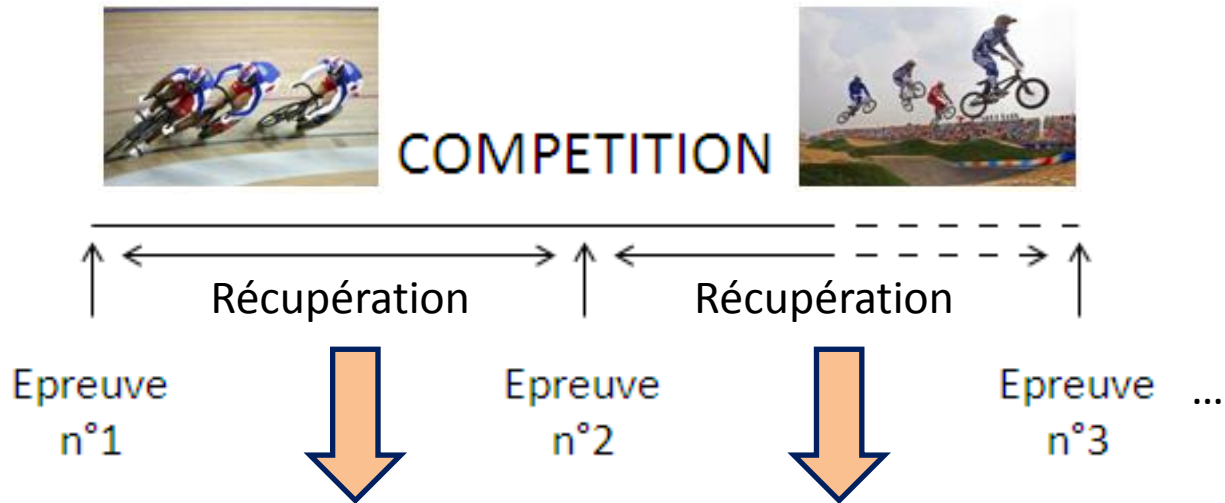 COMPETITION
Récupération
Récupération
Epreuve
n°1
Epreuve
n°2
Epreuve
n°3
...